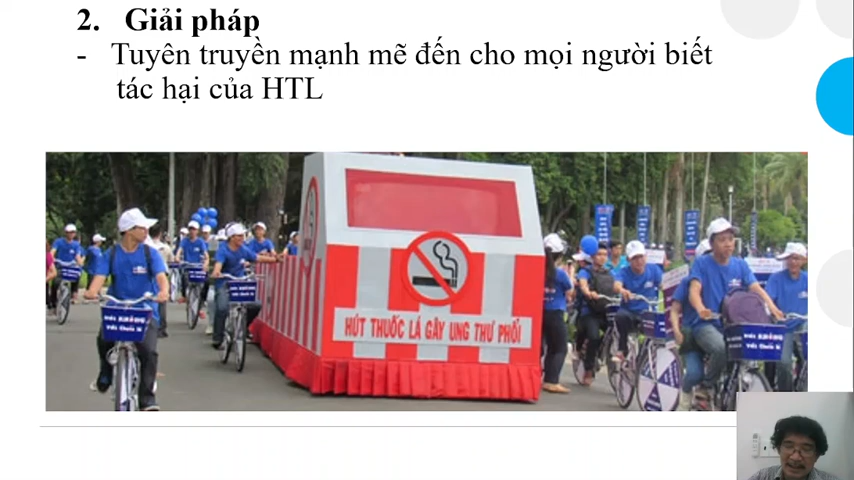 2. Giải pháp
- Tuyên truyền mạnh mẽ đến cho mọi người biết
tác hại của HTL
HÚT THUỐC LÁ GÂY UNG THƯ PHỔI